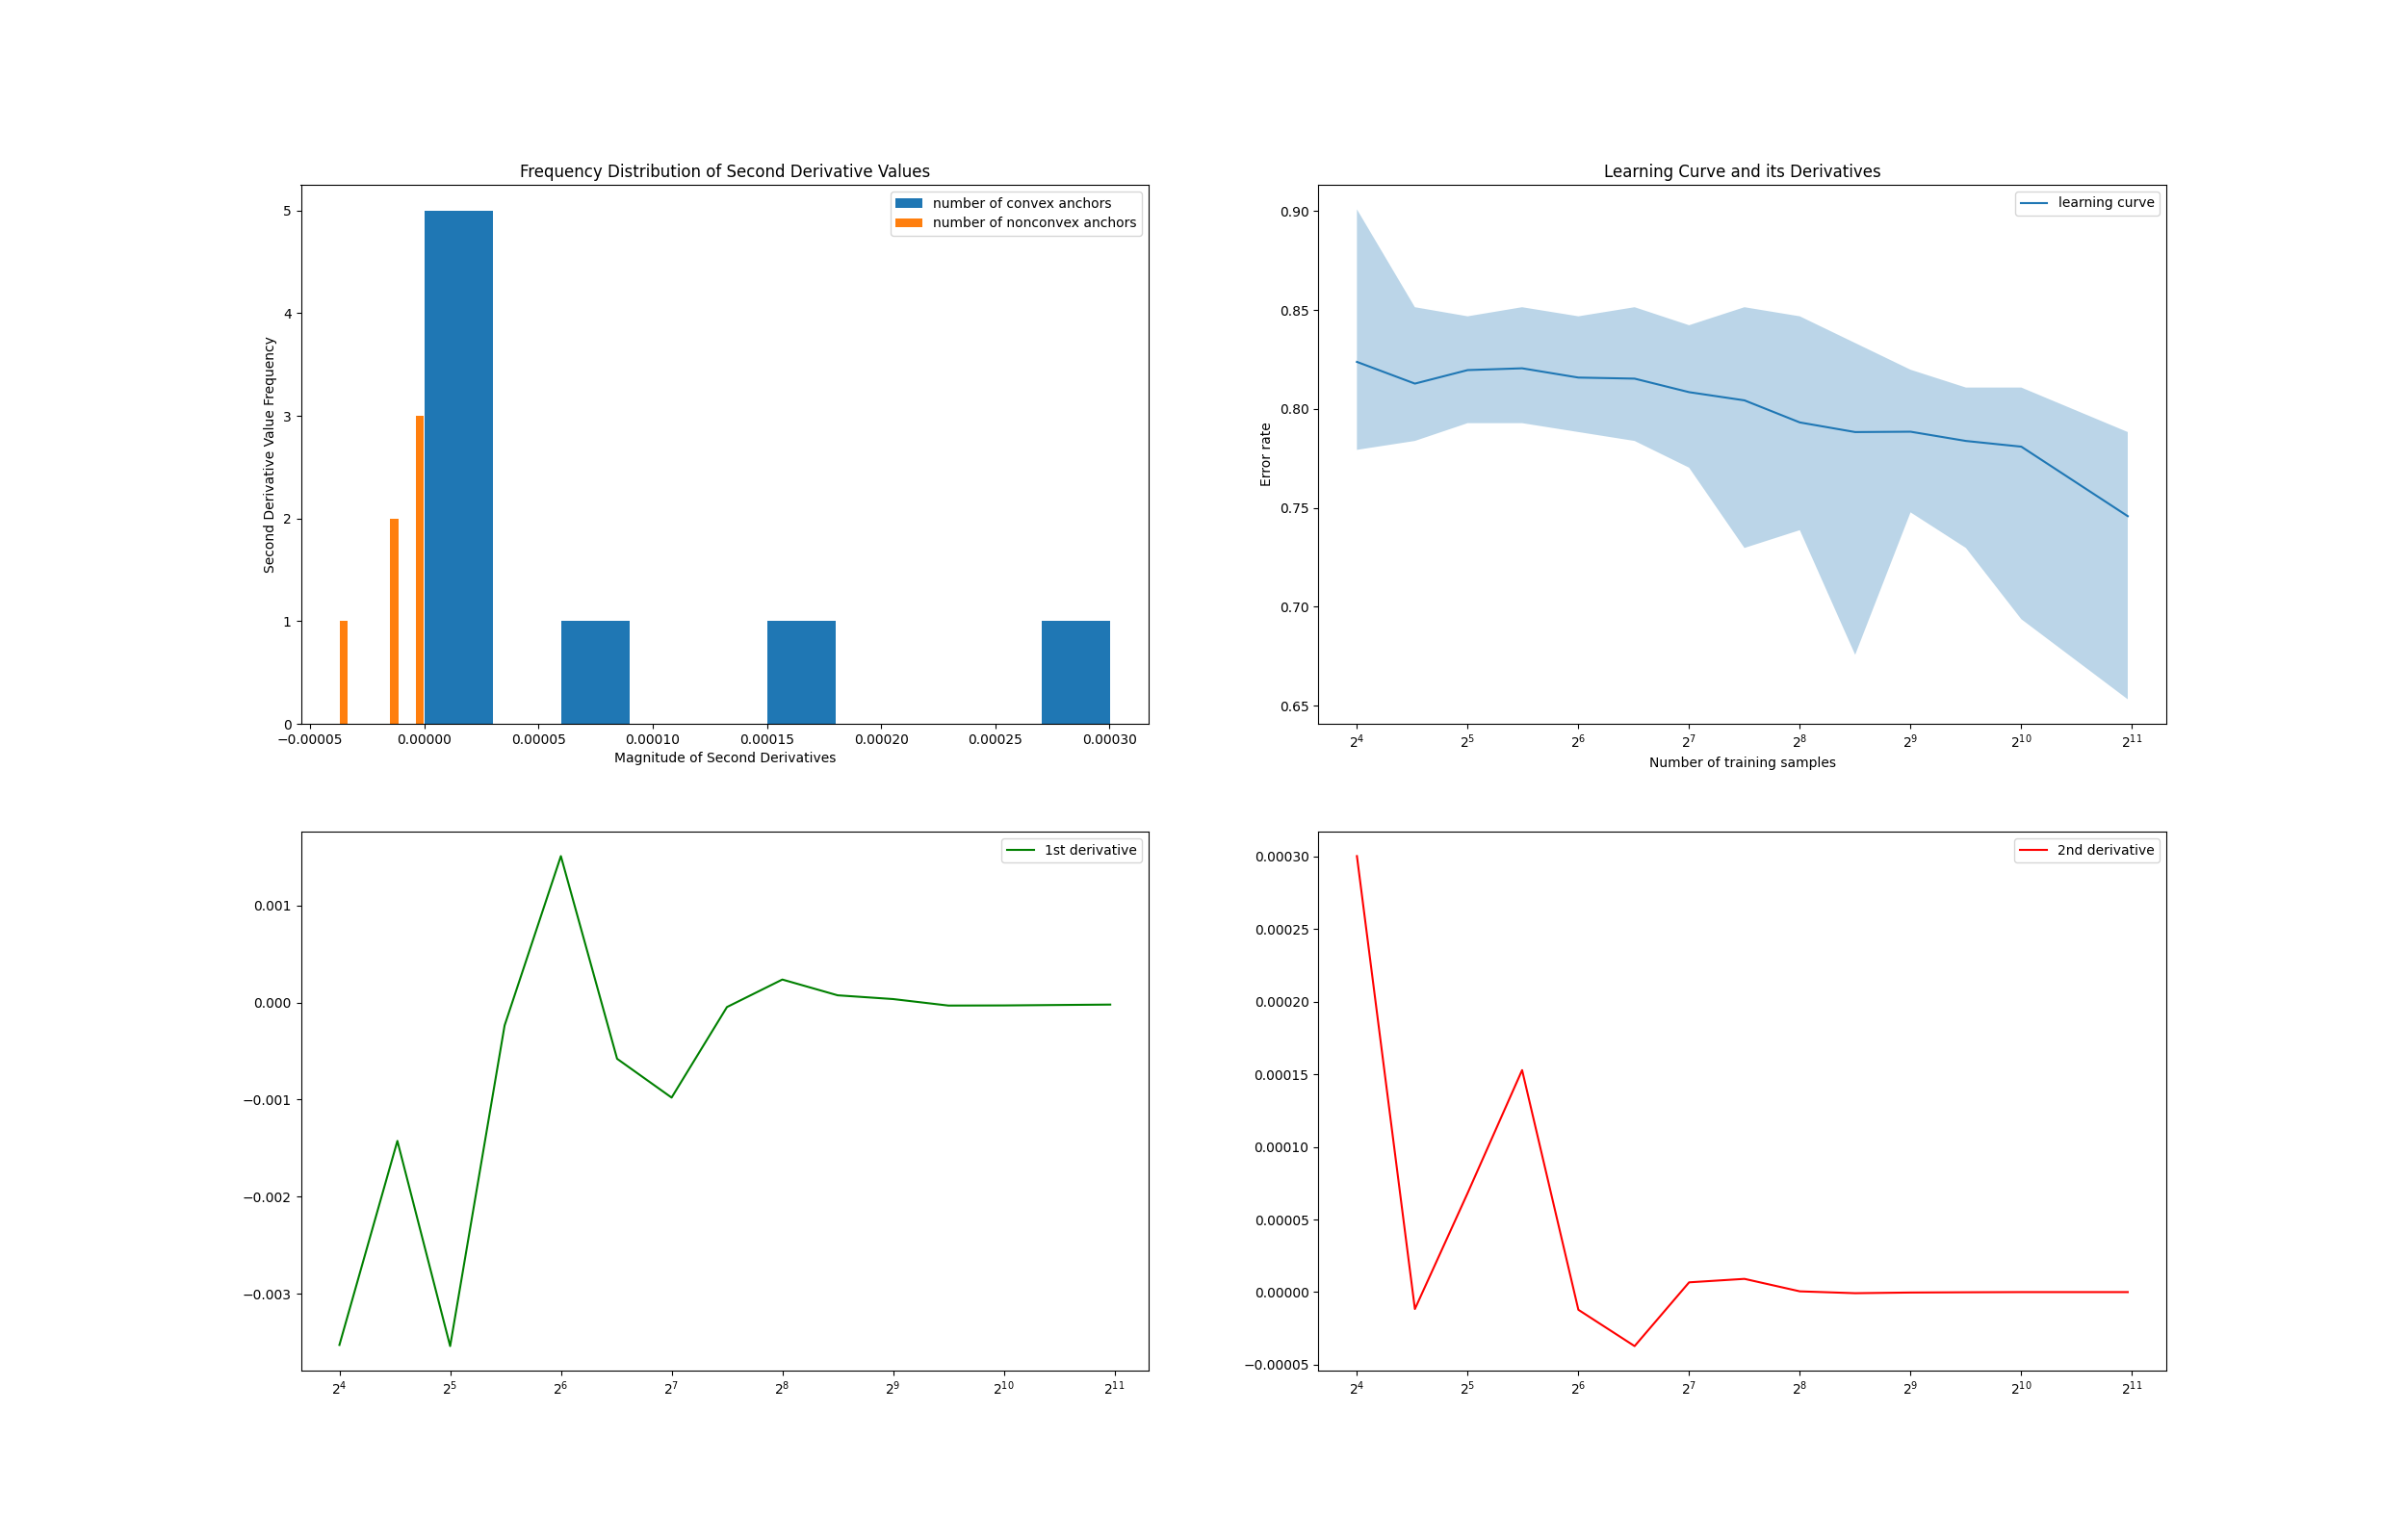 Frequency Distribution of Second Derivative Values
number of convex anchors
number of nonconvex anchors
5
4
3
2
1
0
Second Derivative Value Frequency
−0.00005 0.00000 0.00005 0.00010 0.00015 0.00020 0.00025 0.00030
Magnitude of Second Derivatives
Learning Curve and its Derivatives
learning curve
0.90
0.85
0.80
0.75
0.70
0.65
Error rate
2⁴ 2⁵ 2⁶ 2⁷ 2⁸ 2⁹ 2¹⁰ 2¹¹
Number of training samples
1st derivative
0.001
0.000
−0.001
−0.002
−0.003
2⁴ 2⁵ 2⁶ 2⁷ 2⁸ 2⁹ 2¹⁰ 2¹¹
2nd derivative
0.00030
0.00025
0.00020
0.00015
0.00010
0.00005
0.00000
−0.00005
2⁴ 2⁵ 2⁶ 2⁷ 2⁸ 2⁹ 2¹⁰ 2¹¹